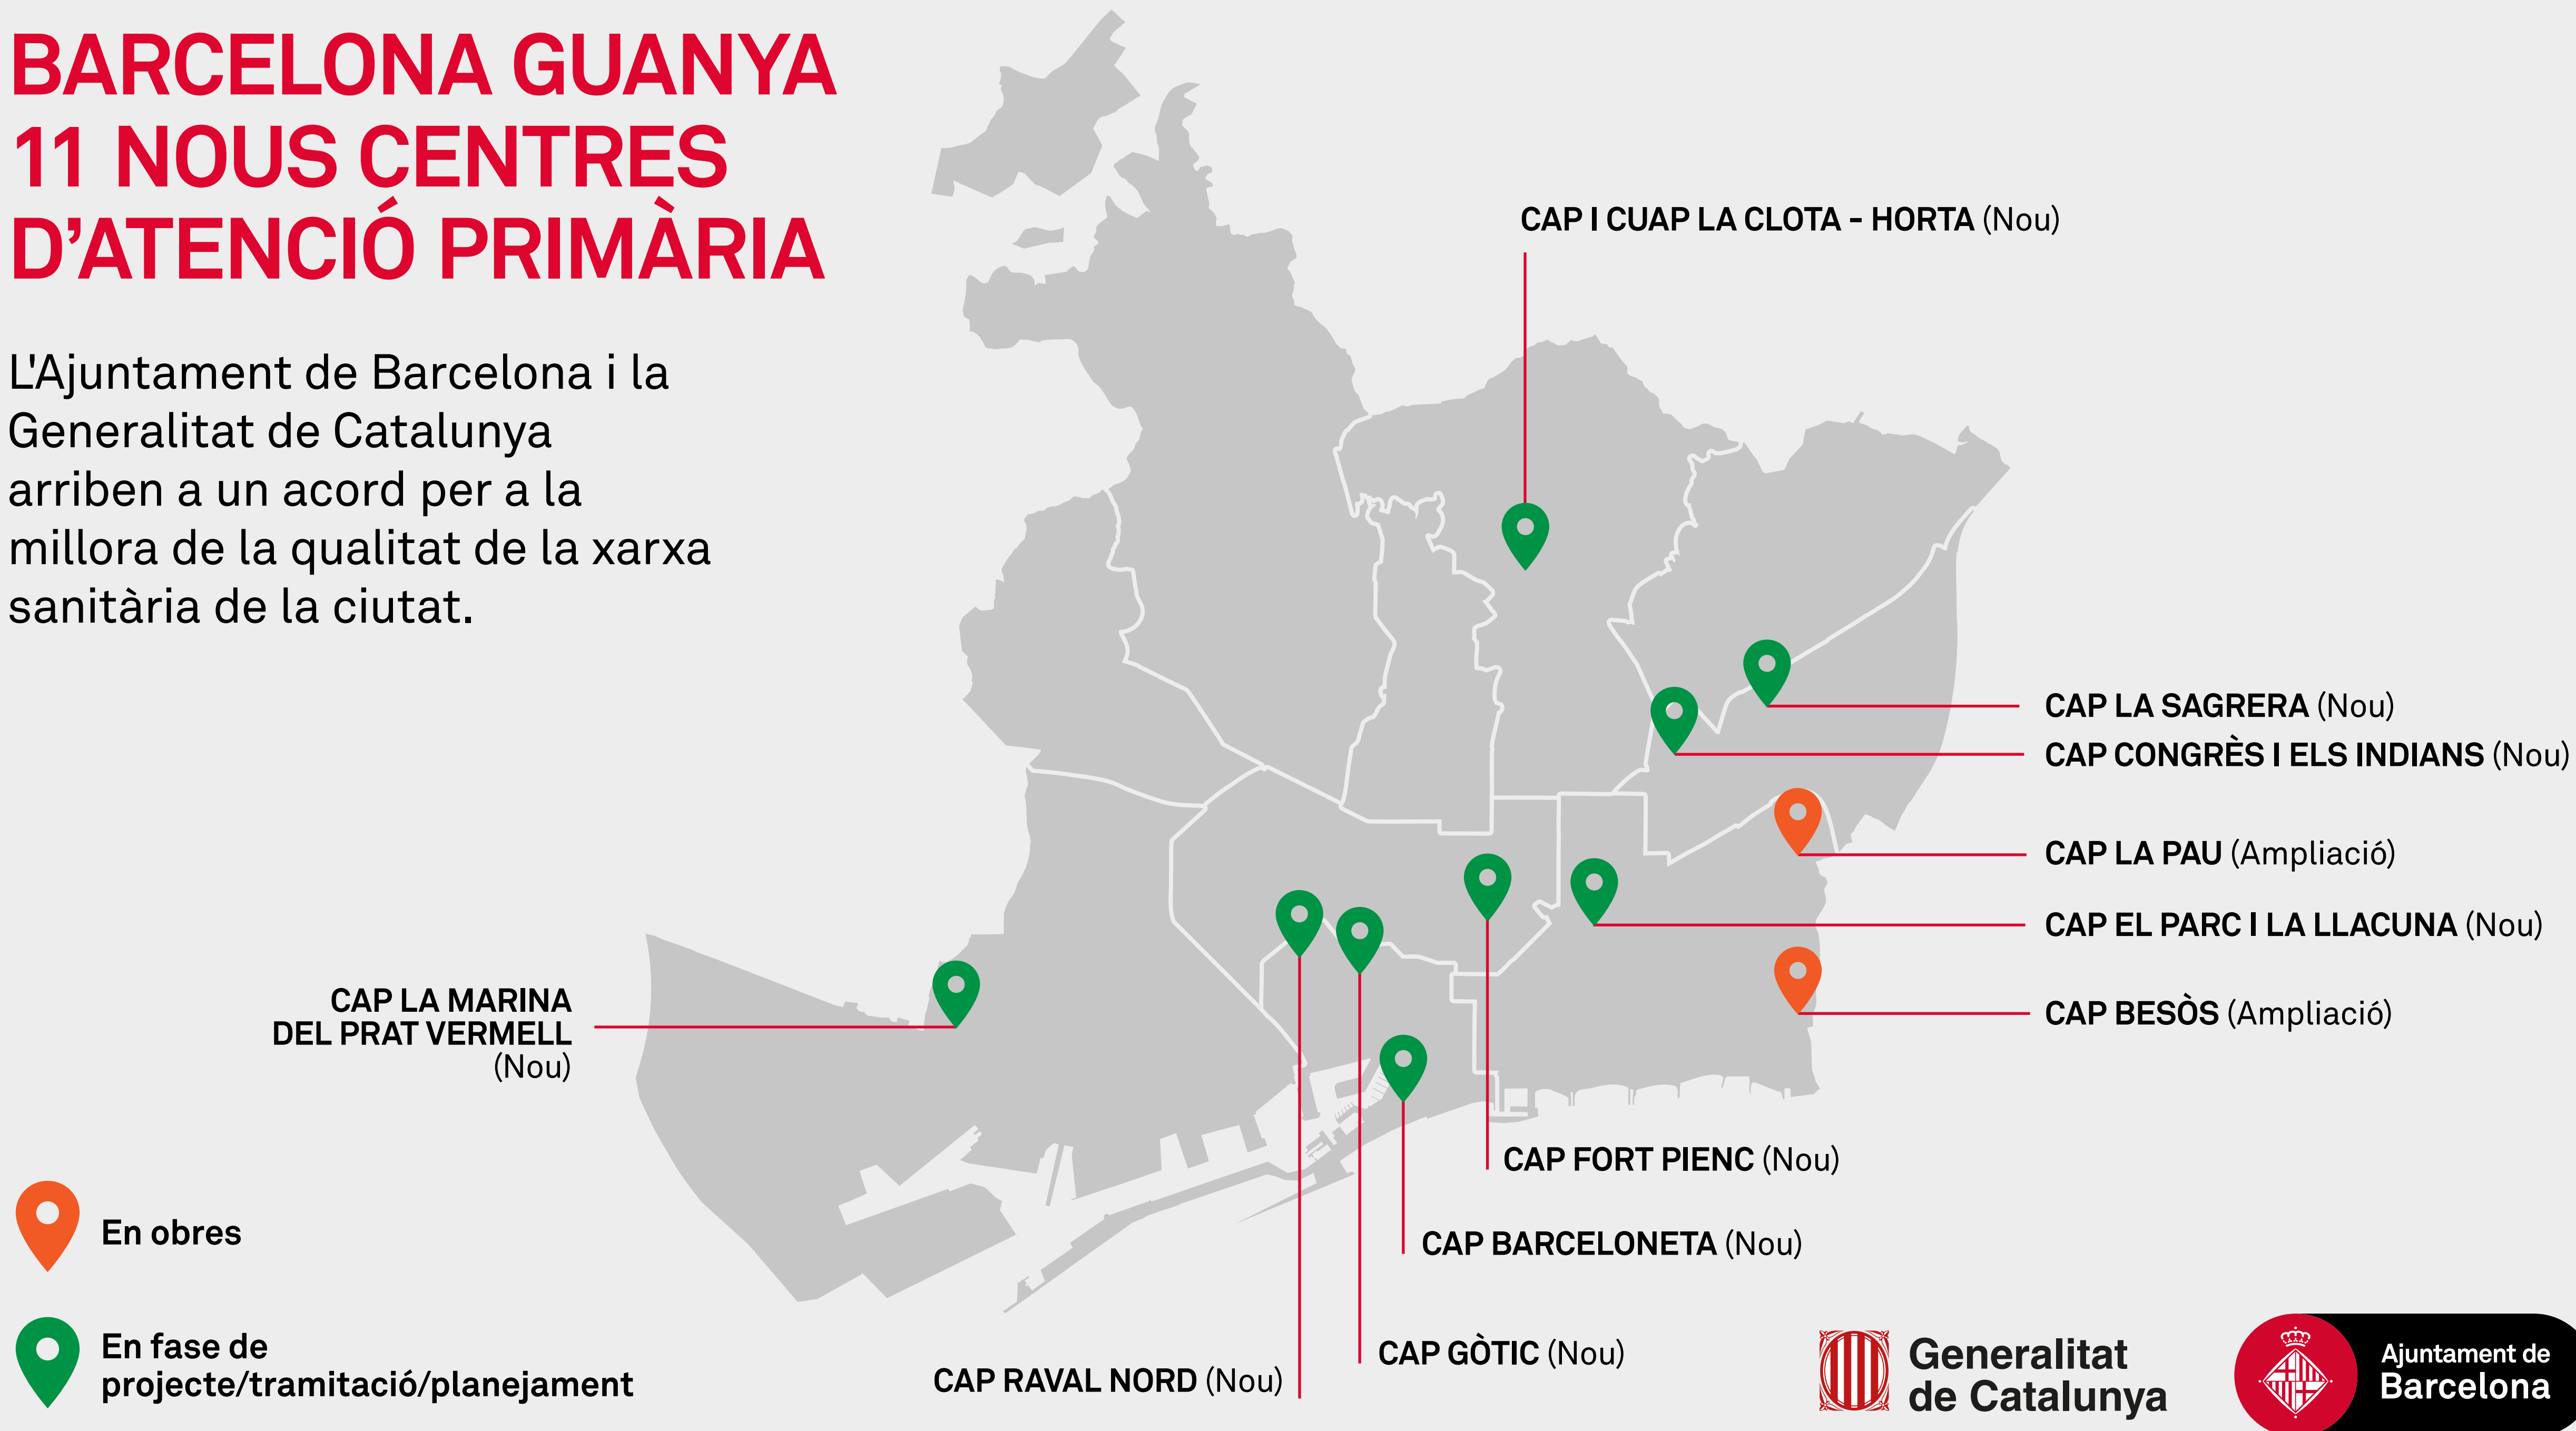 BARCELONA GUANYA
11 NOUS CENTRES
D'ATENCIÓ PRIMÀRIA
L'Ajuntament de Barcelona i la
Generalitat de Catalunya
arriben a un acord per a la
millora de la qualitat de la xarxa
sanitària de la ciutat.
CAP I CUAP LA CLOTA - HORTA (Nou)
CAP LA SAGRERA (Nou)
CAP CONGRÈS I ELS INDIANS (Nou)
CAP LA PAU (Ampliació)
CAP EL PARC I LA LLACUNA (Nou)
CAP BESÒS (Ampliació)
CAP LA MARINA
DEL PRAT VERMELL
(Nou)
CAP FORT PIENC (Nou)
CAP BARCELONETA (Nou)
CAP GÒTIC (Nou)
CAP RAVAL NORD (Nou)
En obres
En fase de
projecte/tramitació/planejament
Generalitat
de Catalunya
Ajuntament de
Barcelona